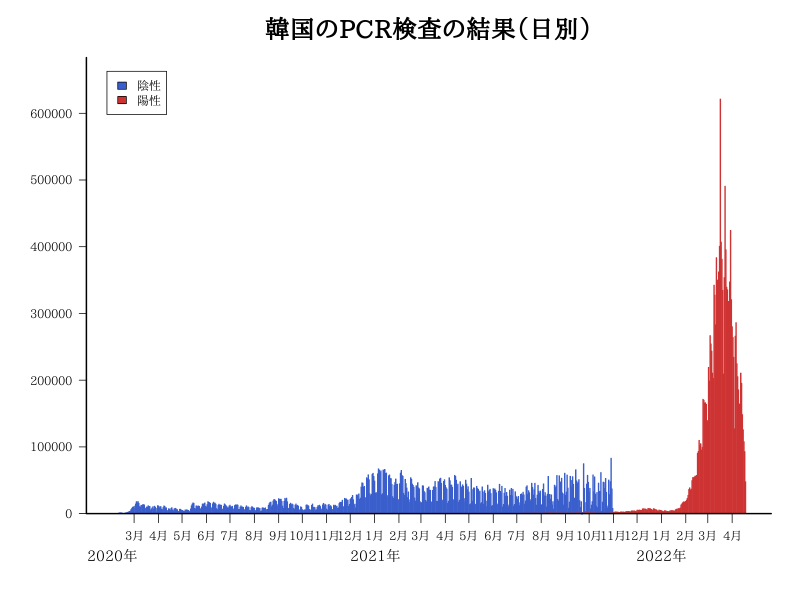 韓国のPCR検査の結果（日別）
陰性
陽性
600000
500000
400000
300000
200000
100000
0
3月 4月 5月 6月 7月 8月 9月 10月 11月 12月 1月 2月 3月 4月 5月 6月 7月 8月 9月 10月 11月 12月 1月 2月 3月 4月
2020年 2021年 2022年